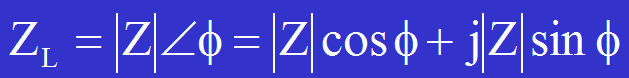 Z_L = |Z|∠ϕ = |Z| cos ϕ + j|Z| sin ϕ